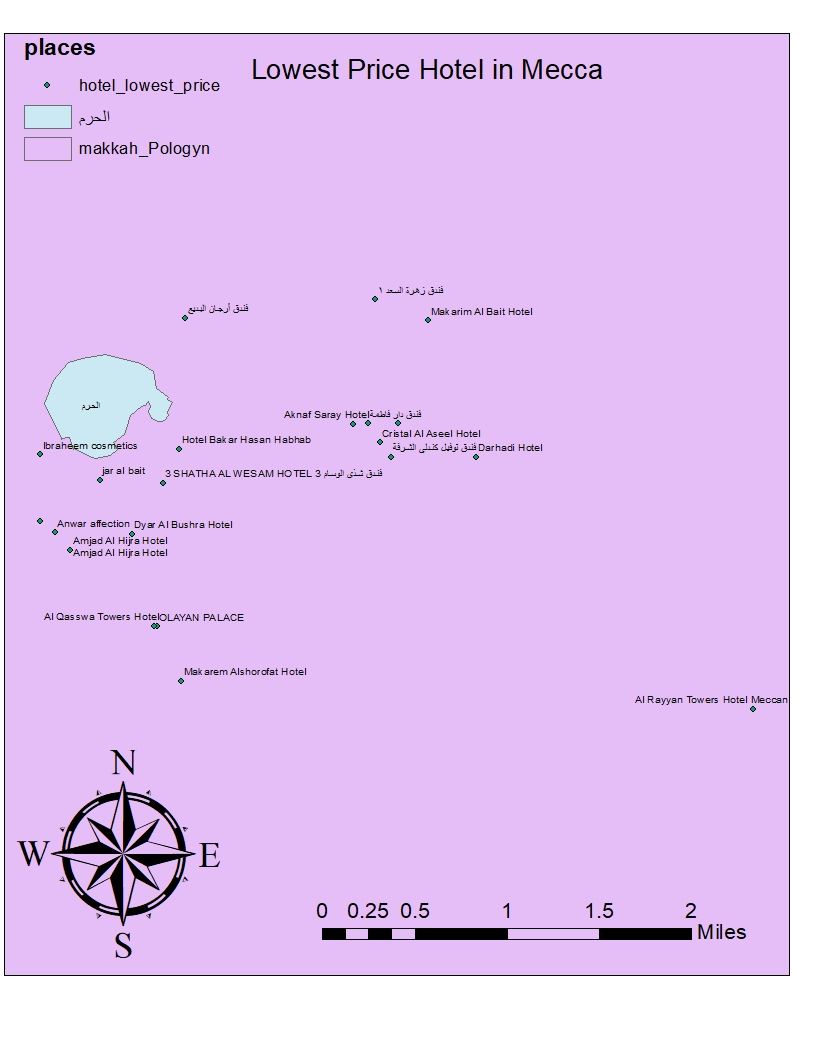 places
Lowest Price Hotel in Mecca
hotel_lowest_price
الحرم
makkah_Pologyn
فندق زهرة السعد ١
فندق أرجان البديع
Makarim Al Bait Hotel
الحرم
Aknaf Saray Hotel
فندق دار فاطمة
Cristal Al Aseel Hotel
Hotel Bakar Hasan Habhab
Ibraheem cosmetics
فندق توفيل كندلى الشرفة
Darhadi Hotel
jar al bait
3 SHATHA AL WESAM HOTEL 3 فندق شذى الوسام
Anwar affection
Dyar Al Bushra Hotel
Amjad Al Hijra Hotel
Amjad Al Hijra Hotel
Al Qasswa Towers Hotel
OLAYAN PALACE
Makarem Alshorofat Hotel
Al Rayyan Towers Hotel Meccan
N
W
E
S
0 0.25 0.5 1 1.5 2
Miles